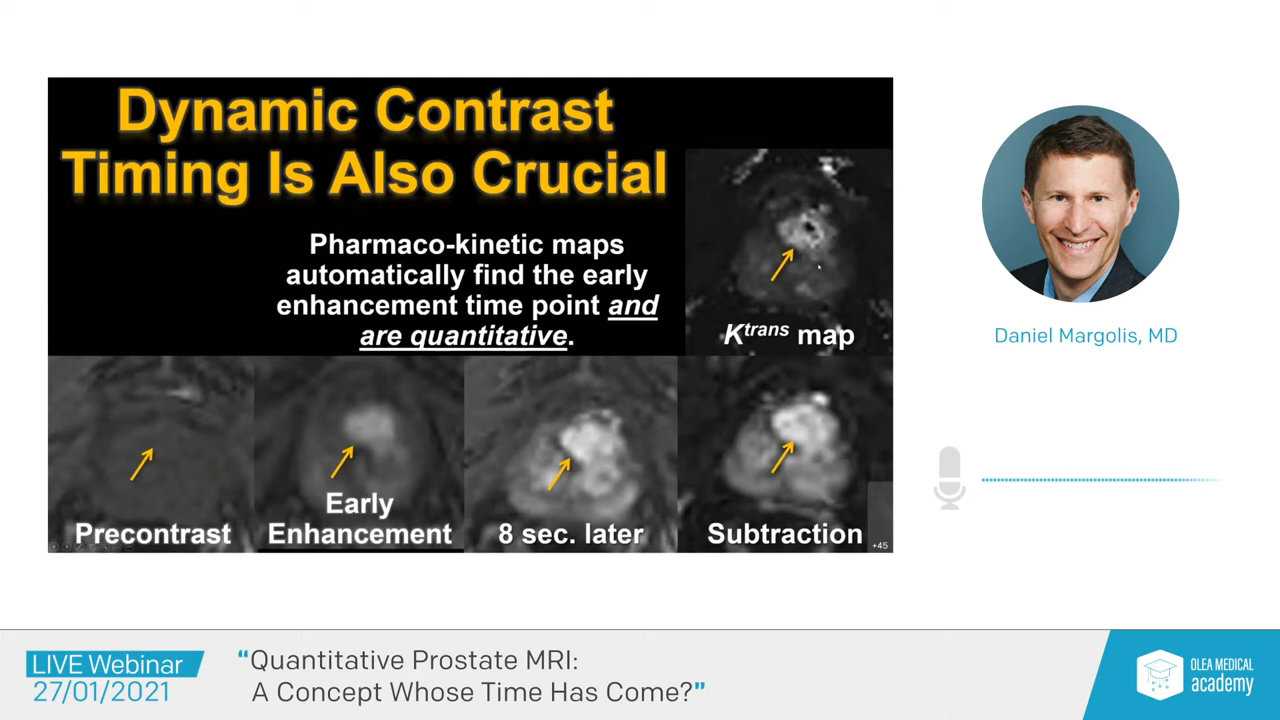 Dynamic Contrast
Timing Is Also Crucial
Pharmaco-kinetic maps
automatically find the early
enhancement time point and
are quantitative.
Ktrans map
Precontrast
Early
Enhancement
8 sec. later
Subtraction
+45
Daniel Margolis, MD
LIVE Webinar
27/01/2021
“Quantitative Prostate MRI:
A Concept Whose Time Has Come?”
OLEA MEDICAL
academy